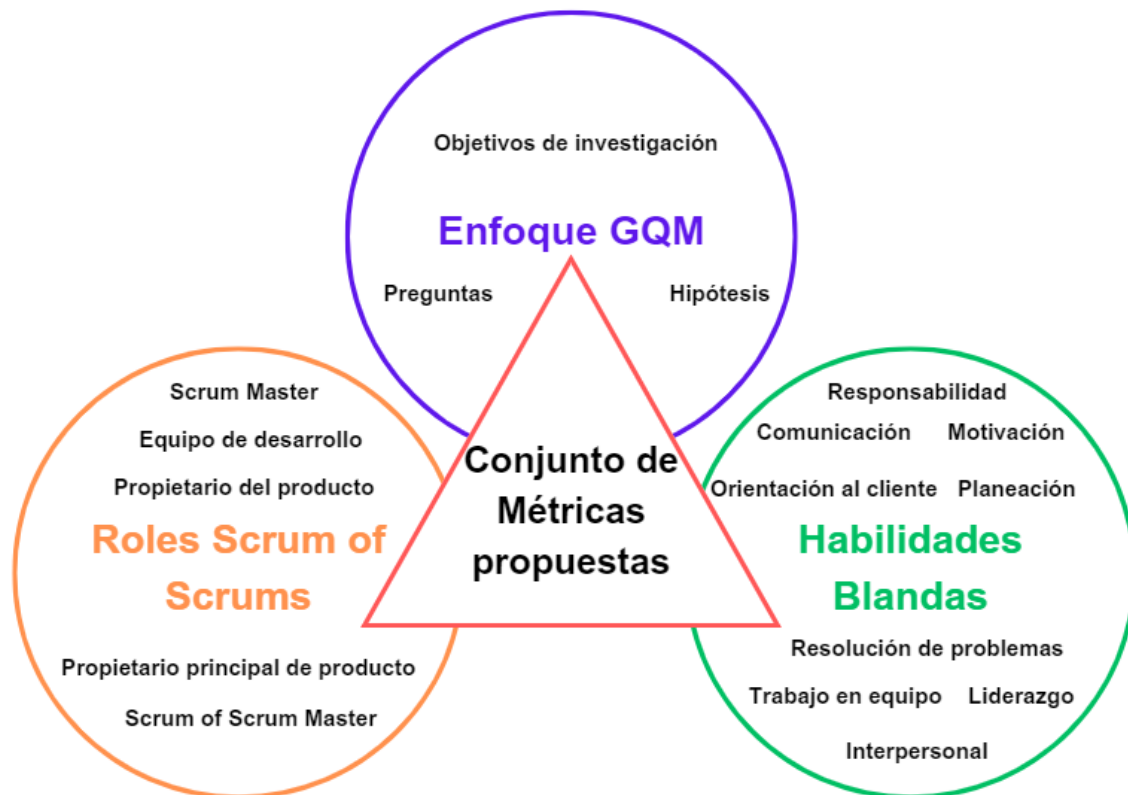 Objetivos de investigación
Enfoque GQM
Preguntas
Hipótesis
Scrum Master
Equipo de desarrollo
Propietario del producto
Roles Scrum of
Scrums
Propietario principal de producto
Scrum of Scrum Master
Conjunto de
Métricas
propuestas
Responsabilidad
Comunicación
Motivación
Orientación al cliente
Planeación
Habilidades
Blandas
Resolución de problemas
Trabajo en equipo
Liderazgo
Interpersonal